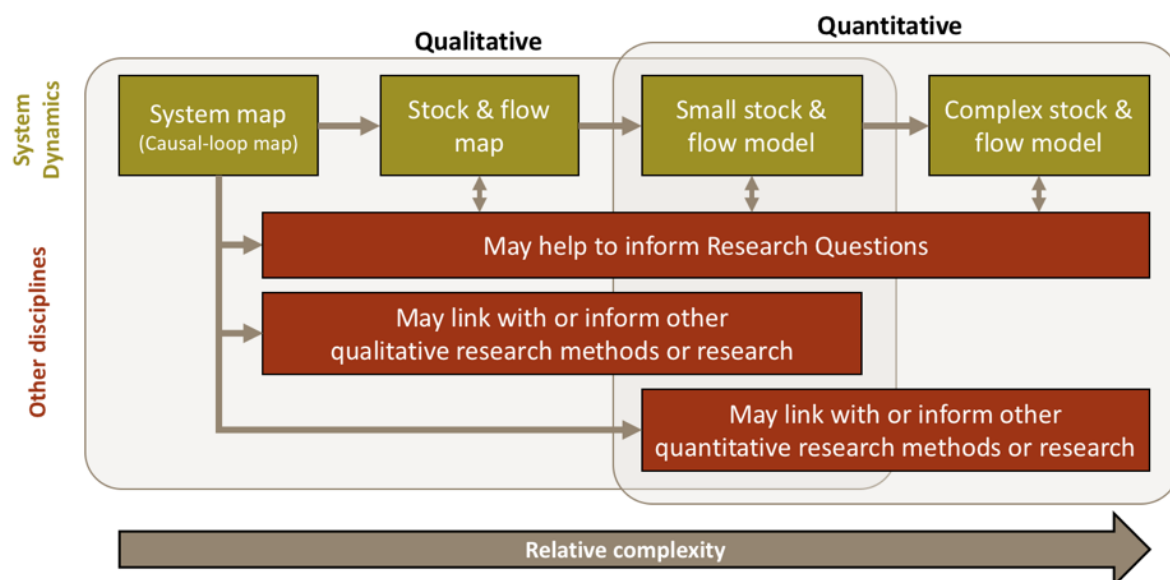 Qualitative
Quantitative
System
Dynamics
System map
(Causal-loop map)
Stock & flow
map
Small stock &
flow model
Complex stock &
flow model
Other disciplines
May help to inform Research Questions
May link with or inform other
qualitative research methods or research
May link with or inform other
quantitative research methods or research
Relative complexity